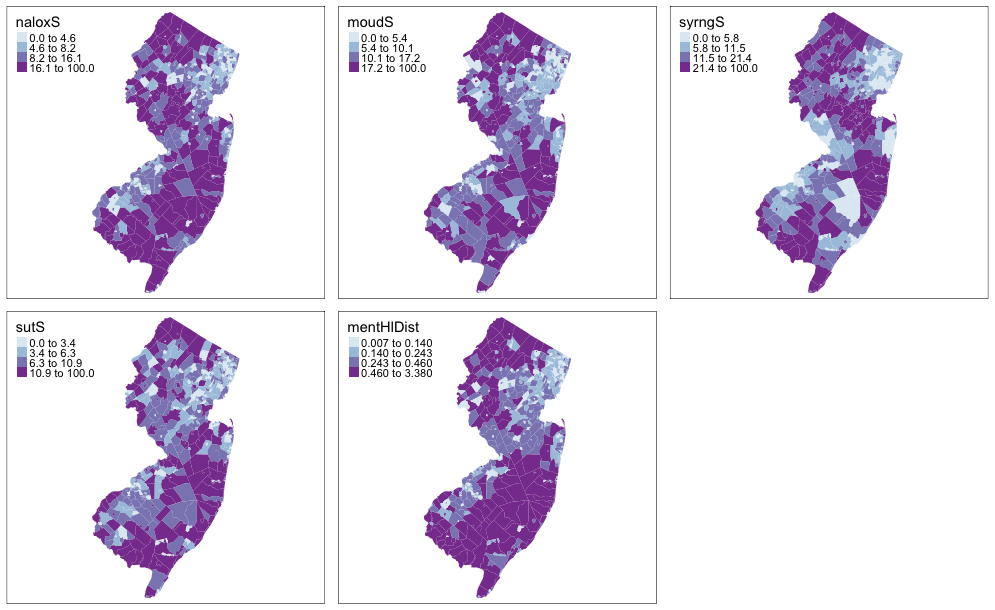 naloxS
0.0 to 4.6
4.6 to 8.2
8.2 to 16.1
16.1 to 100.0
moudS
0.0 to 5.4
5.4 to 10.1
10.1 to 17.2
17.2 to 100.0
syrngS
0.0 to 5.8
5.8 to 11.5
11.5 to 21.4
21.4 to 100.0
sutS
0.0 to 3.4
3.4 to 6.3
6.3 to 10.9
10.9 to 100.0
mentHlDist
0.007 to 0.140
0.140 to 0.243
0.243 to 0.460
0.460 to 3.380